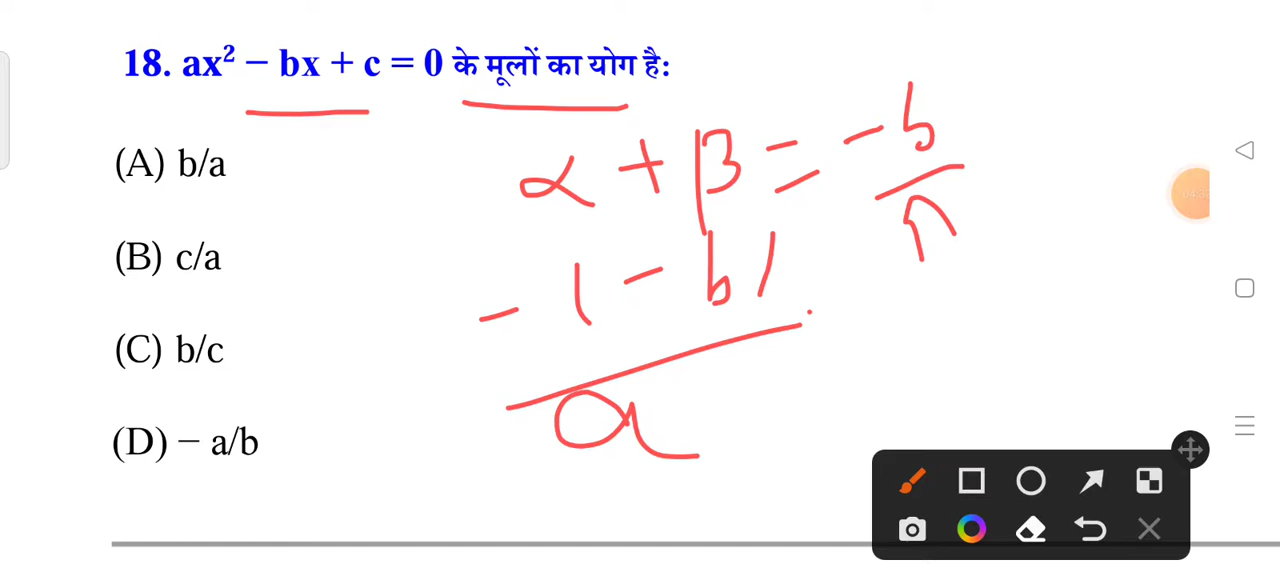 18. ax² − bx + c = 0 के मूलों का योग है:
(A) b/a
(B) c/a
(C) b/c
(D) − a/b
α + β = −b/
−(−b)/a